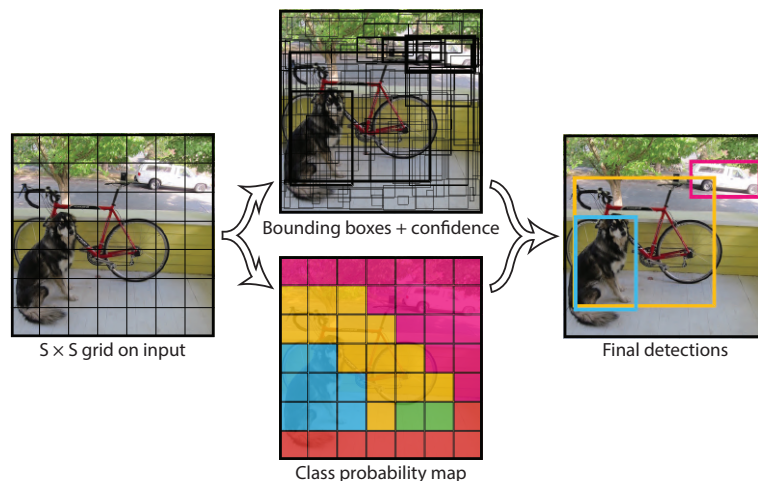 Bounding boxes + confidence
S × S grid on input
Final detections
Class probability map